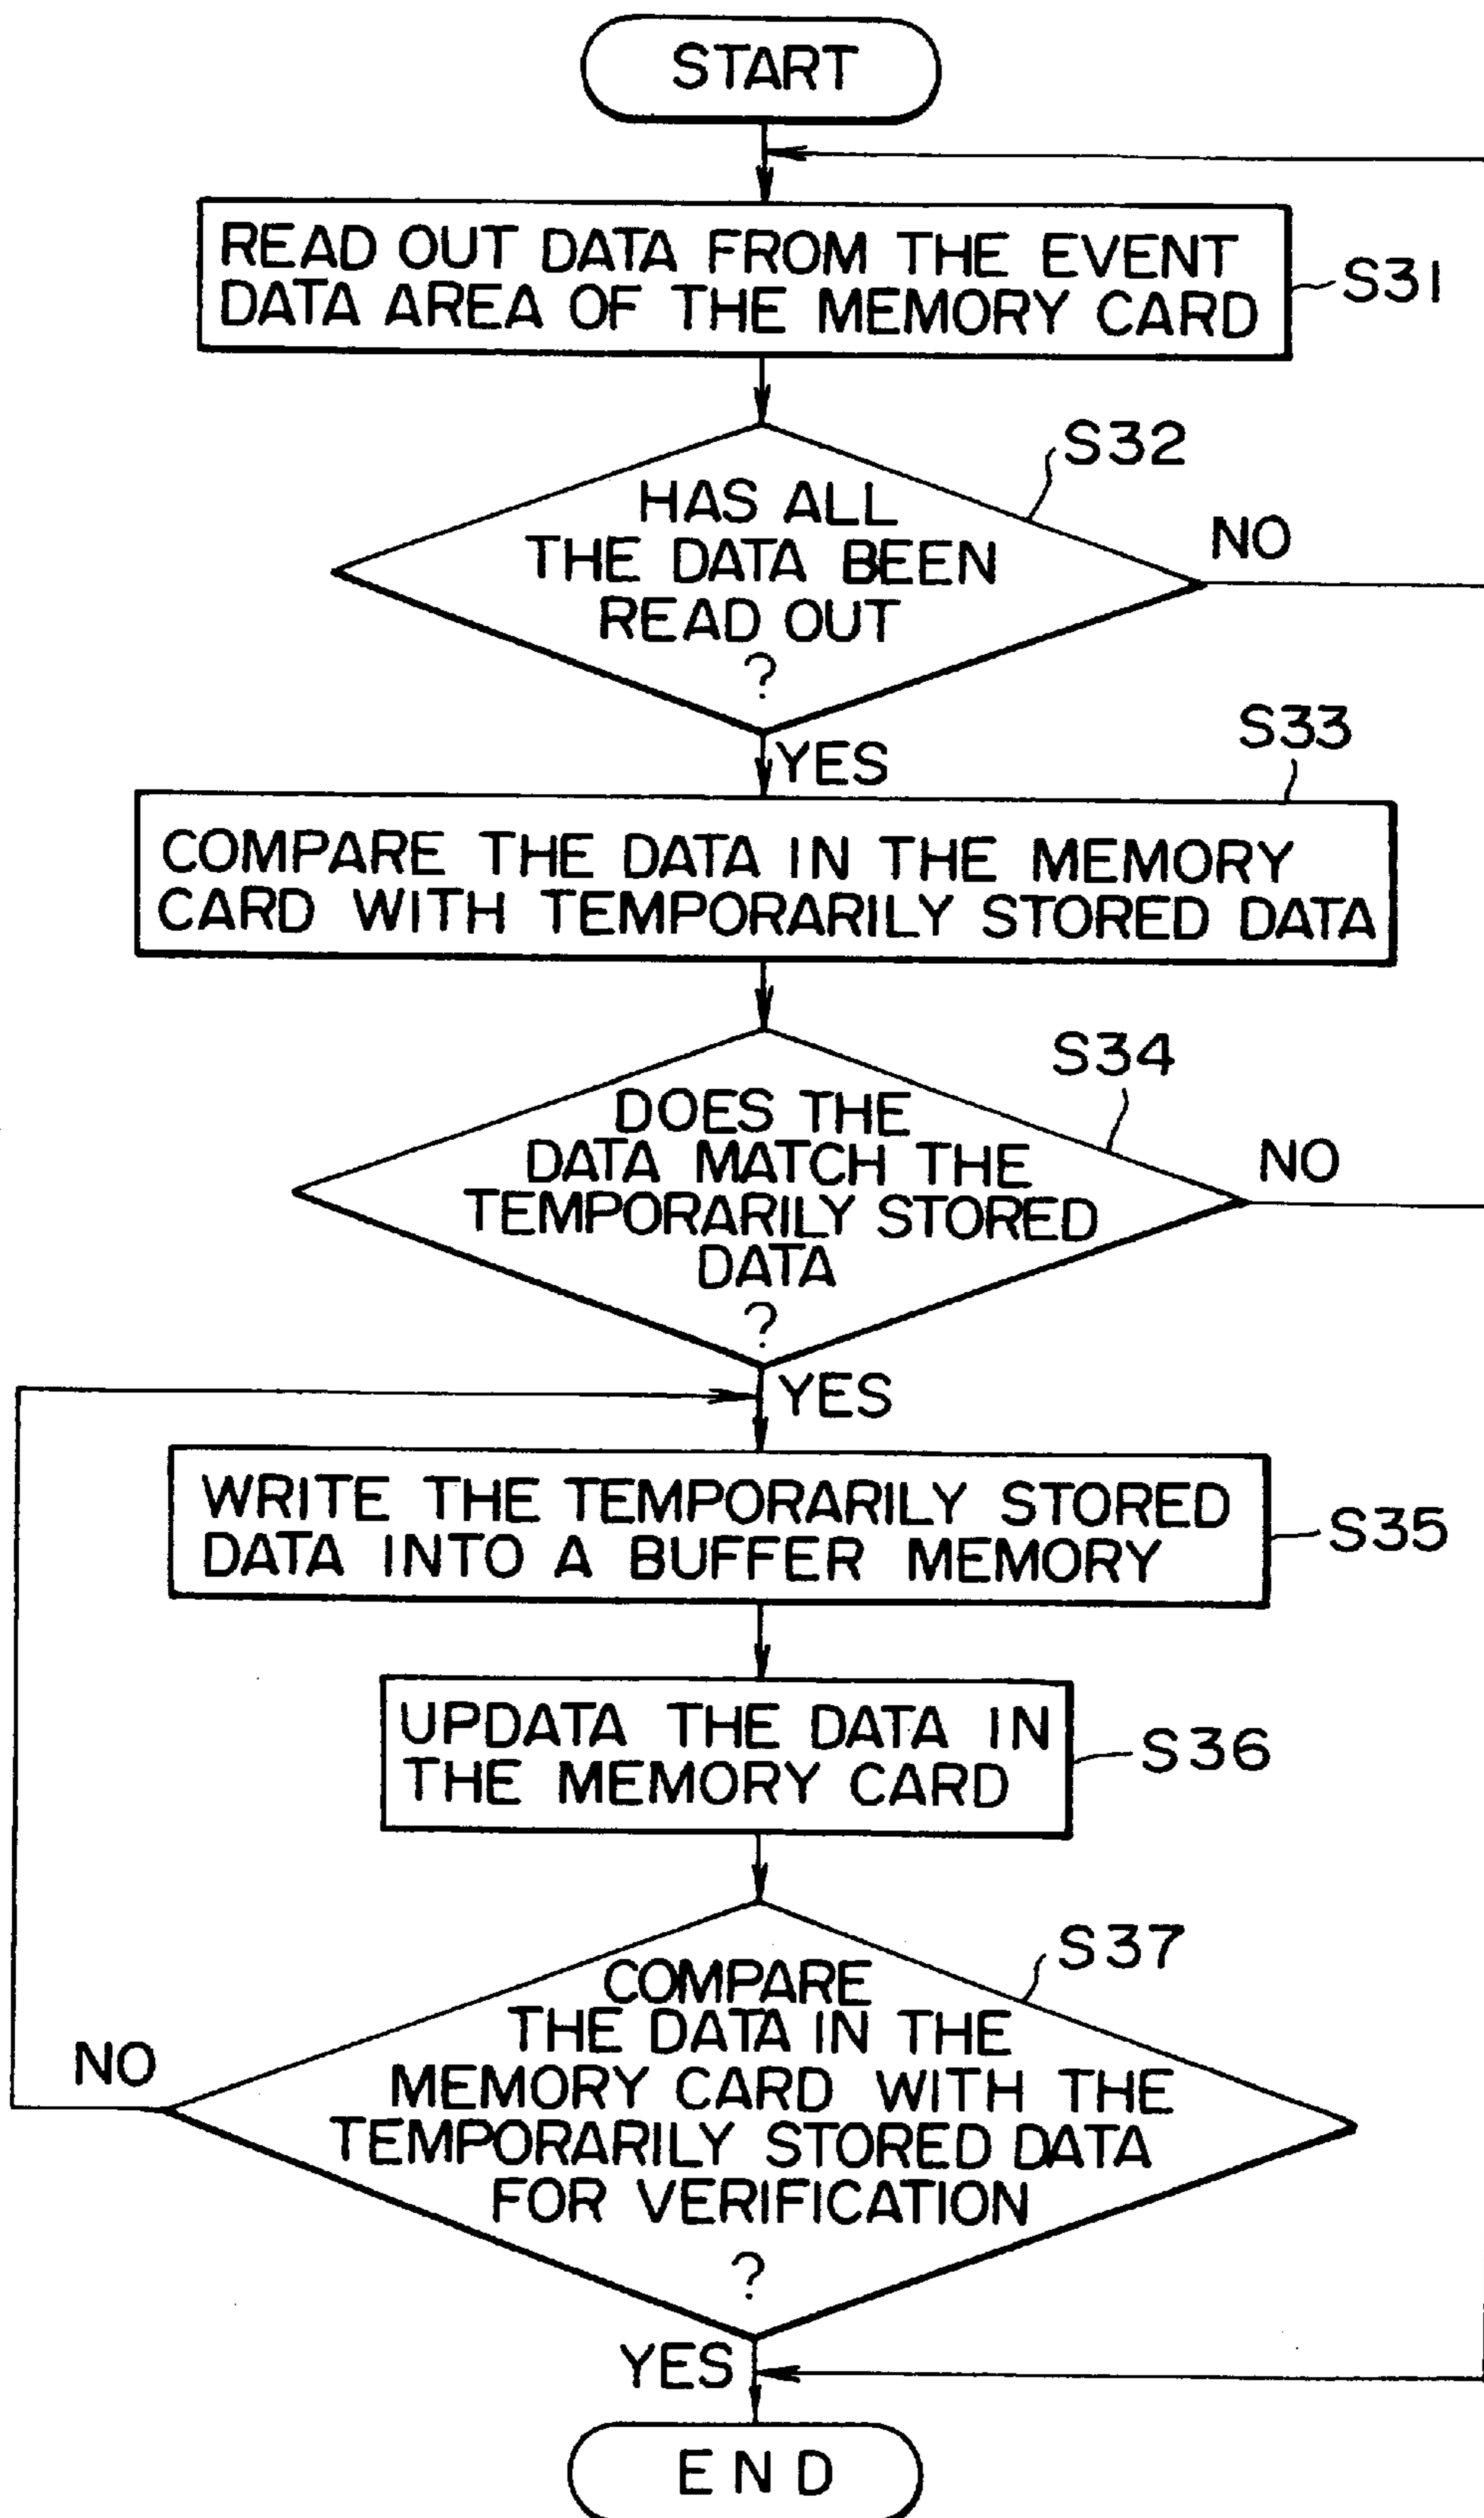 START
READ OUT DATA FROM THE EVENT
DATA AREA OF THE MEMORY CARD
S31
S32
HAS ALL
THE DATA BEEN
READ OUT
?
NO
YES
S33
COMPARE THE DATA IN THE MEMORY
CARD WITH TEMPORARILY STORED DATA
S34
DOES THE
DATA MATCH THE
TEMPORARILY STORED
DATA
?
NO
YES
WRITE THE TEMPORARILY STORED
DATA INTO A BUFFER MEMORY
S35
UPDATA THE DATA IN
THE MEMORY CARD
S36
S37
COMPARE
THE DATA IN THE
MEMORY CARD WITH THE
TEMPORARILY STORED DATA
FOR VERIFICATION
?
NO
YES
END